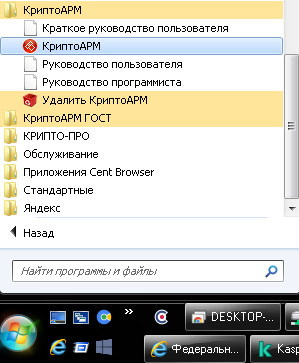 КриптоАРМ
Краткое руководство пользователя
КриптоАРМ
Руководство пользователя
Руководство программиста
Удалить КриптоАРМ
КриптоАРМ ГОСТ
КРИПТО-ПРО
Обслуживание
Приложения Cent Browser
Стандартные
Яндекс
Назад
Найти программы и файлы
» DESKTOP-...
Федеральн... Kasp